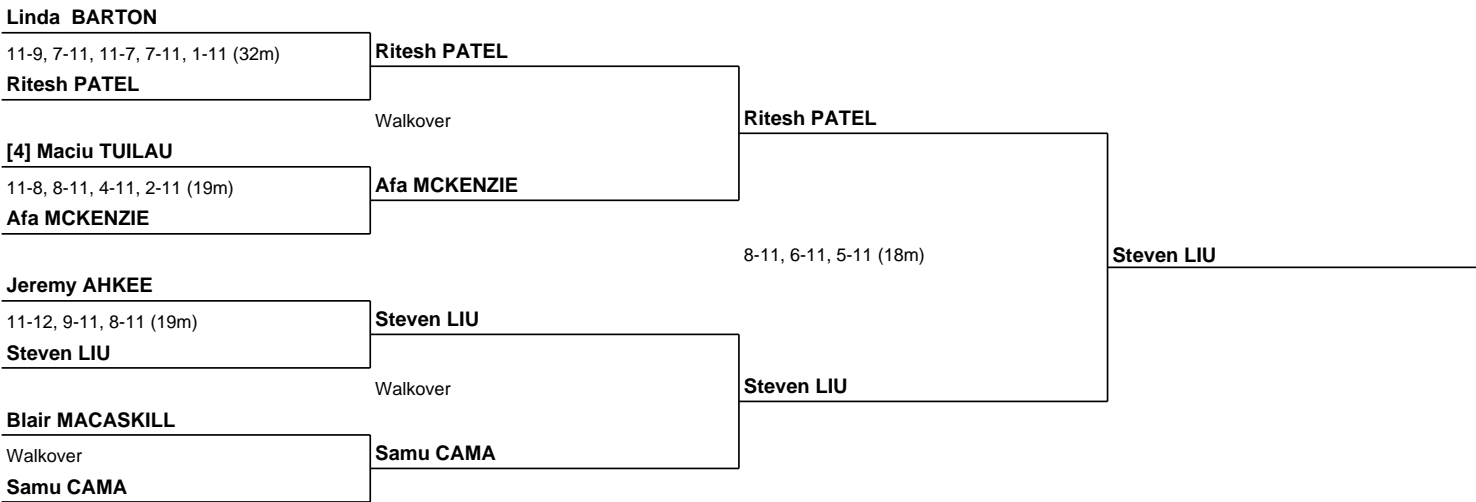 Linda BARTON
11-9, 7-11, 11-7, 7-11, 1-11 (32m)
Ritesh PATEL
Ritesh PATEL
Walkover
Ritesh PATEL
[4] Maciu TUILAU
11-8, 8-11, 4-11, 2-11 (19m)
Afa MCKENZIE
Afa MCKENZIE
8-11, 6-11, 5-11 (18m)
Steven LIU
Jeremy AHKEE
11-12, 9-11, 8-11 (19m)
Steven LIU
Steven LIU
Walkover
Steven LIU
Blair MACASKILL
Walkover
Samu CAMA
Samu CAMA